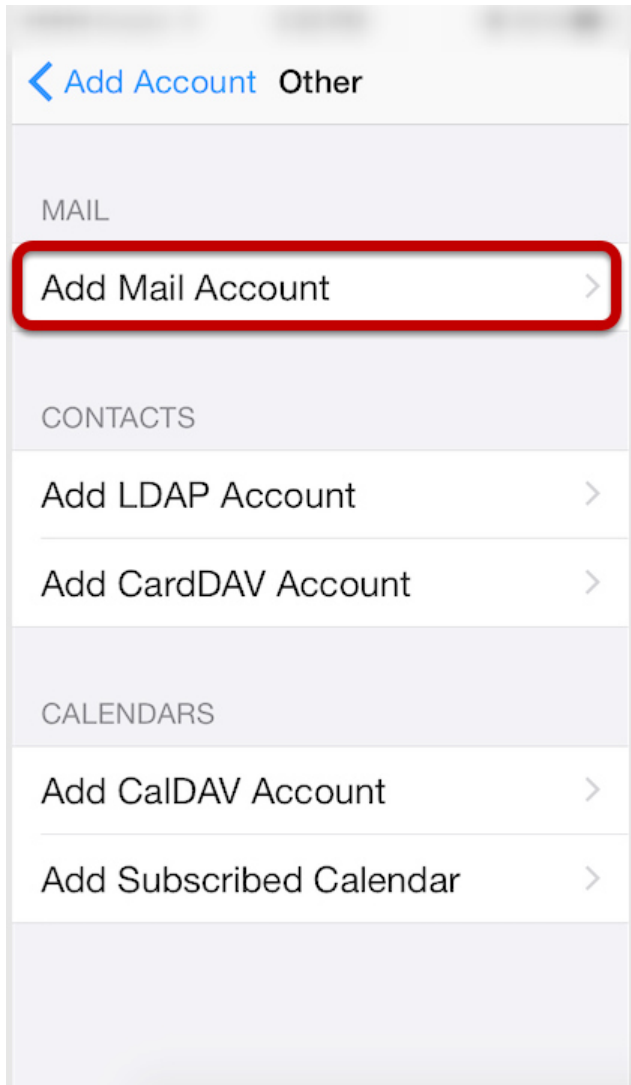 Add Account Other
MAIL
Add Mail Account
CONTACTS
Add LDAP Account
Add CardDAV Account
CALENDARS
Add CalDAV Account
Add Subscribed Calendar